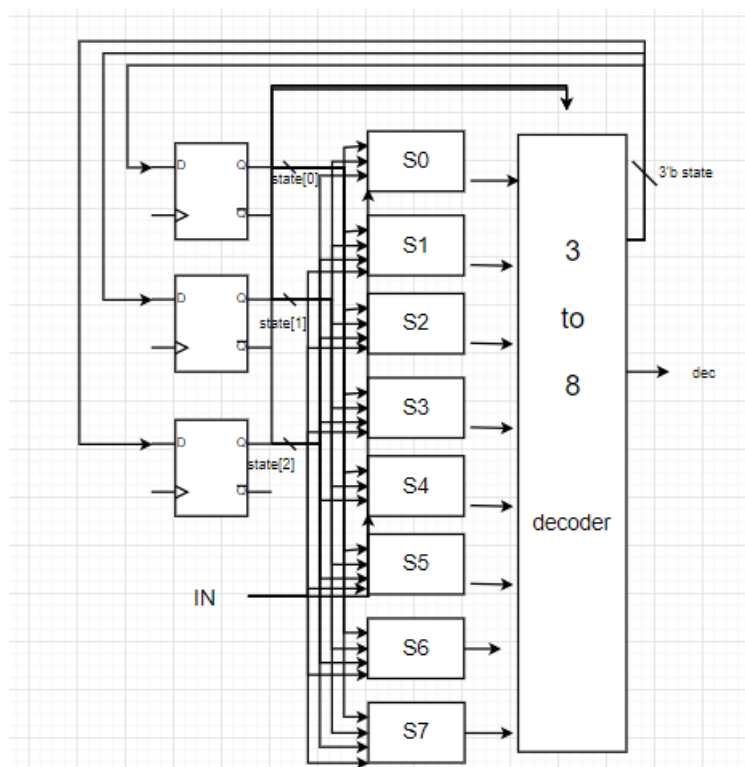 D
Q
Q
state[0]
D
Q
Q
state[1]
D
Q
Q
state[2]
IN
S0
S1
S2
S3
S4
S5
S6
S7
3
to
8
decoder
3'b state
dec